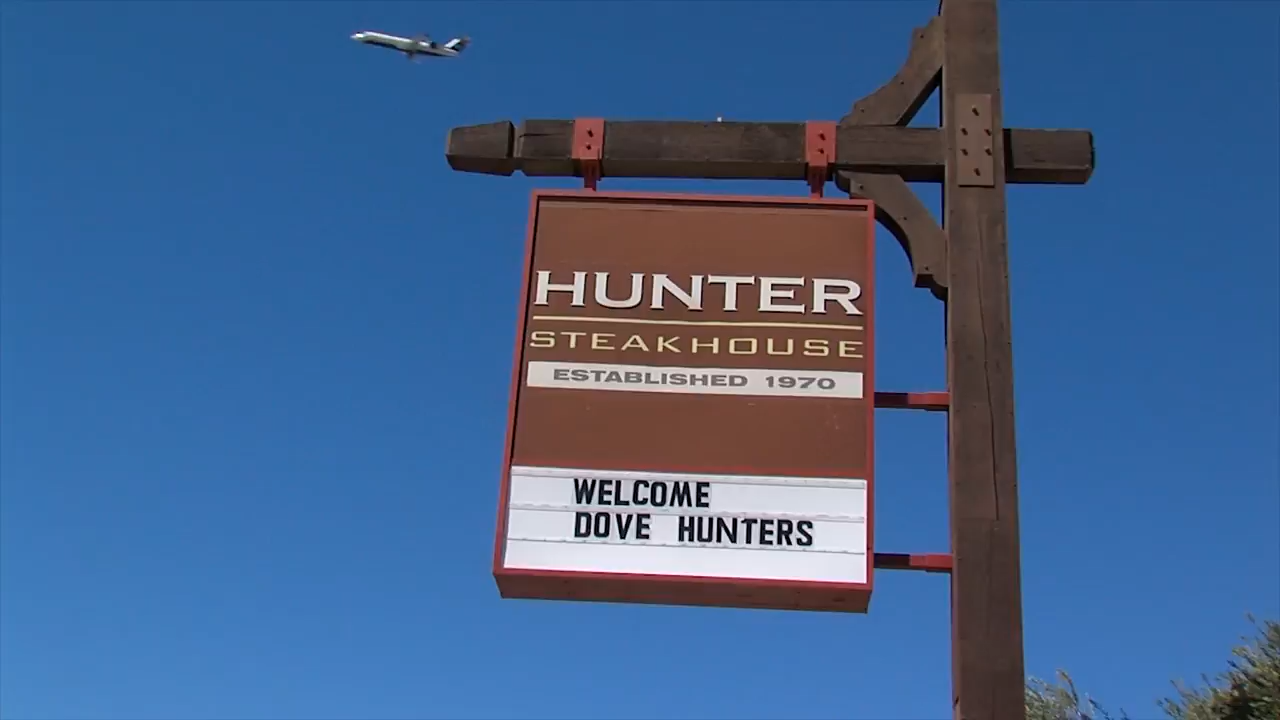 HUNTER
STEAKHOUSE
ESTABLISHED 1970
WELCOME
DOVE HUNTERS